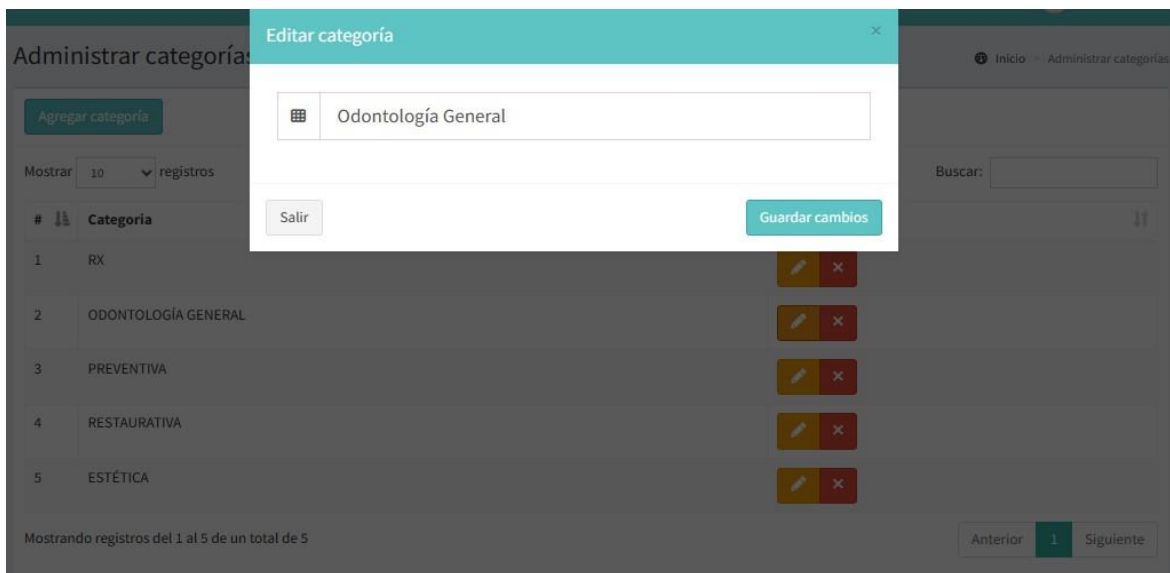 Editar categoría ×
Administrar categorías
Inicio > Administrar categorías
Agregar categoría
Odontología General
Mostrar 10 registros
Buscar:
Salir
Guardar cambios
# Categoria
1 RX
2 ODONTOLOGÍA GENERAL
3 PREVENTIVA
4 RESTAURATIVA
5 ESTÉTICA
Mostrando registros del 1 al 5 de un total de 5
Anterior 1 Siguiente